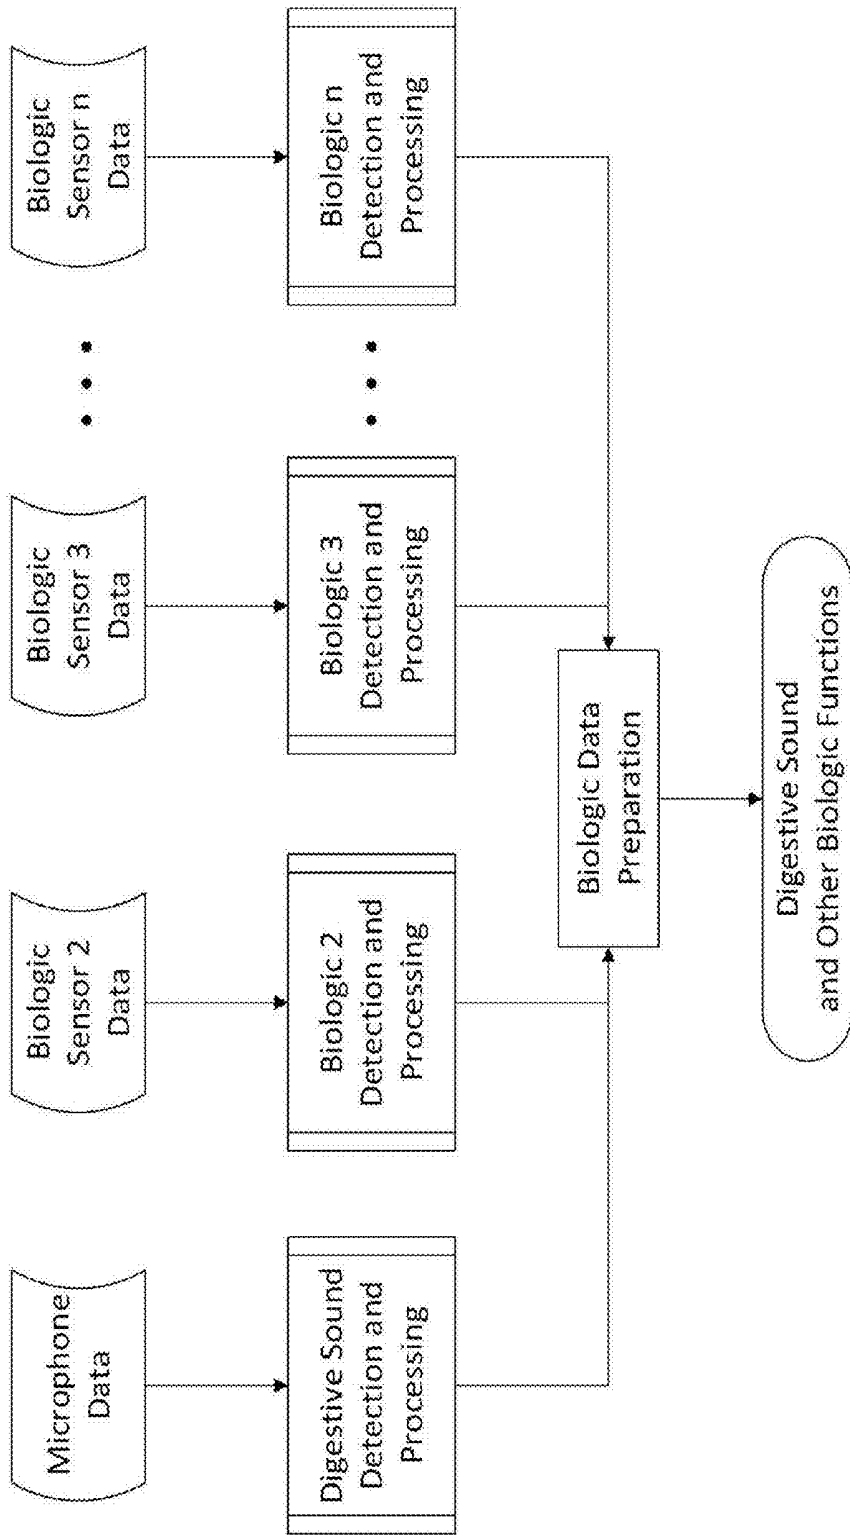 Microphone
Data
Biologic
Sensor 2
Data
Biologic
Sensor 3
Data
Biologic
Sensor n
Data
Digestive Sound
Detection and
Processing
Biologic 2
Detection and
Processing
Biologic 3
Detection and
Processing
Biologic n
Detection and
Processing
Biologic Data
Preparation
Digestive Sound
and Other Biologic Functions